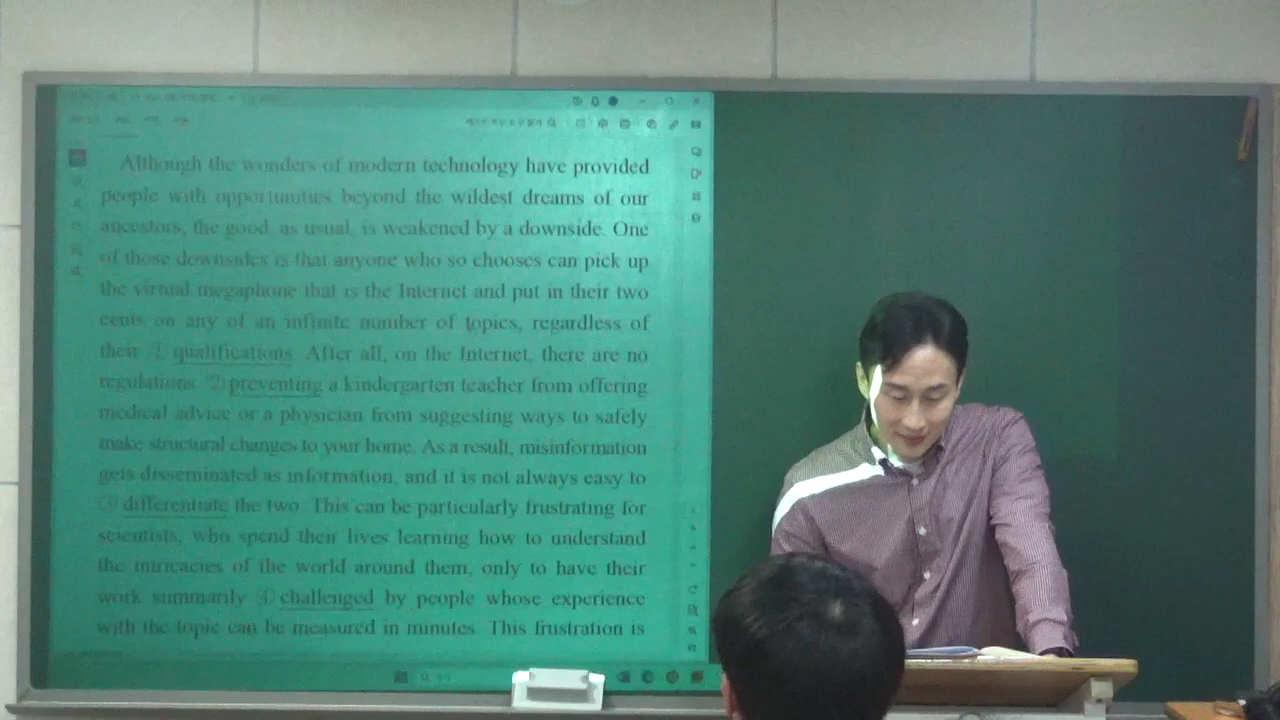 Although the wonders of modern technology have provided
people with opportunities beyond the wildest dreams of our
ancestors, the good, as usual, is weakened by a downside. One
of those downsides is that anyone who so chooses can pick up
the virtual megaphone that is the Internet and put in their two
cents on any of an infinite number of topics, regardless of
their ① qualifications. After all, on the Internet, there are no
regulations ② preventing a kindergarten teacher from offering
medical advice or a physician from suggesting ways to safely
make structural changes to your home. As a result, misinformation
gets disseminated as information, and it is not always easy to
③ differentiate the two. This can be particularly frustrating for
scientists, who spend their lives learning how to understand
the intricacies of the world around them, only to have their
work summarily ④ challenged by people whose experience
with the topic can be measured in minutes. This frustration is